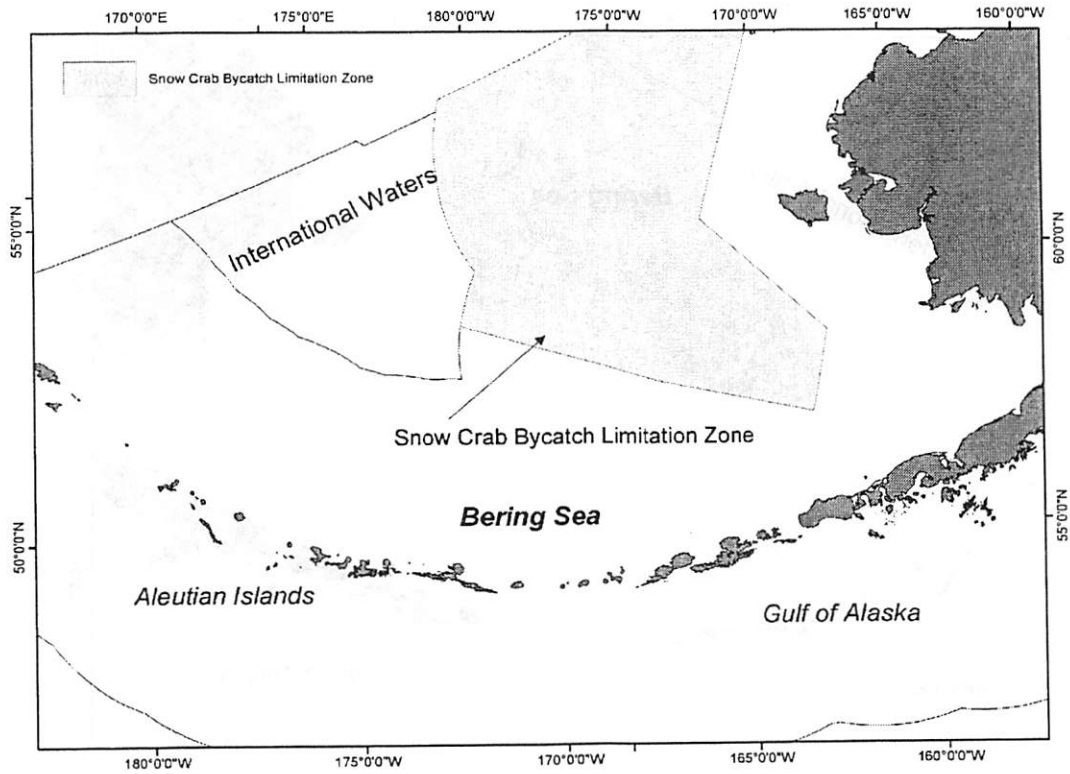 170°0'0"E 175°0'0"E 180°0'0"W 175°0'0"W 170°0'0"W 165°0'0"W 160°0'0"W
Snow Crab Bycatch Limitation Zone
International Waters
55°0'0"N
60°0'0"N
Snow Crab Bycatch Limitation Zone
Bering Sea
50°0'0"N
55°0'0"N
Aleutian Islands
Gulf of Alaska
180°0'0"W 175°0'0"W 170°0'0"W 165°0'0"W 160°0'0"W